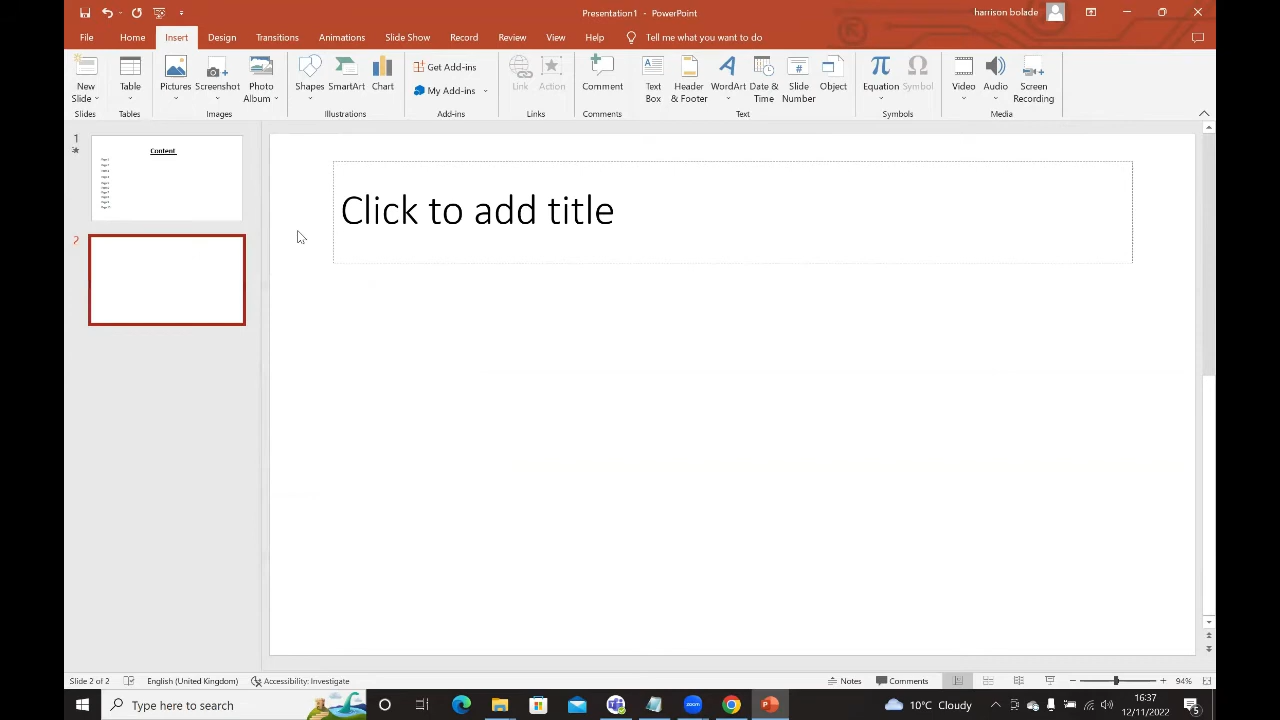 Presentation1 - PowerPoint
harrison bolade
File Home Insert Design Transitions Animations Slide Show Record Review View Help Tell me what you want to do
New Slide
Table
Pictures
Screenshot
Photo Album
Shapes
SmartArt
Chart
Get Add-ins
My Add-ins
Link
Action
Comment
Text Box
Header & Footer
WordArt
Date & Time
Slide Number
Object
Equation
Symbol
Video
Audio
Screen Recording
Slides Tables Images Illustrations Add-ins Links Comments Text Symbols Media
1
Content
2
Click to add title
Slide 2 of 2 English (United Kingdom) Accessibility: Investigate Notes Comments 94%
Type here to search
zoom
10°C Cloudy
16:37
12/11/2022
5